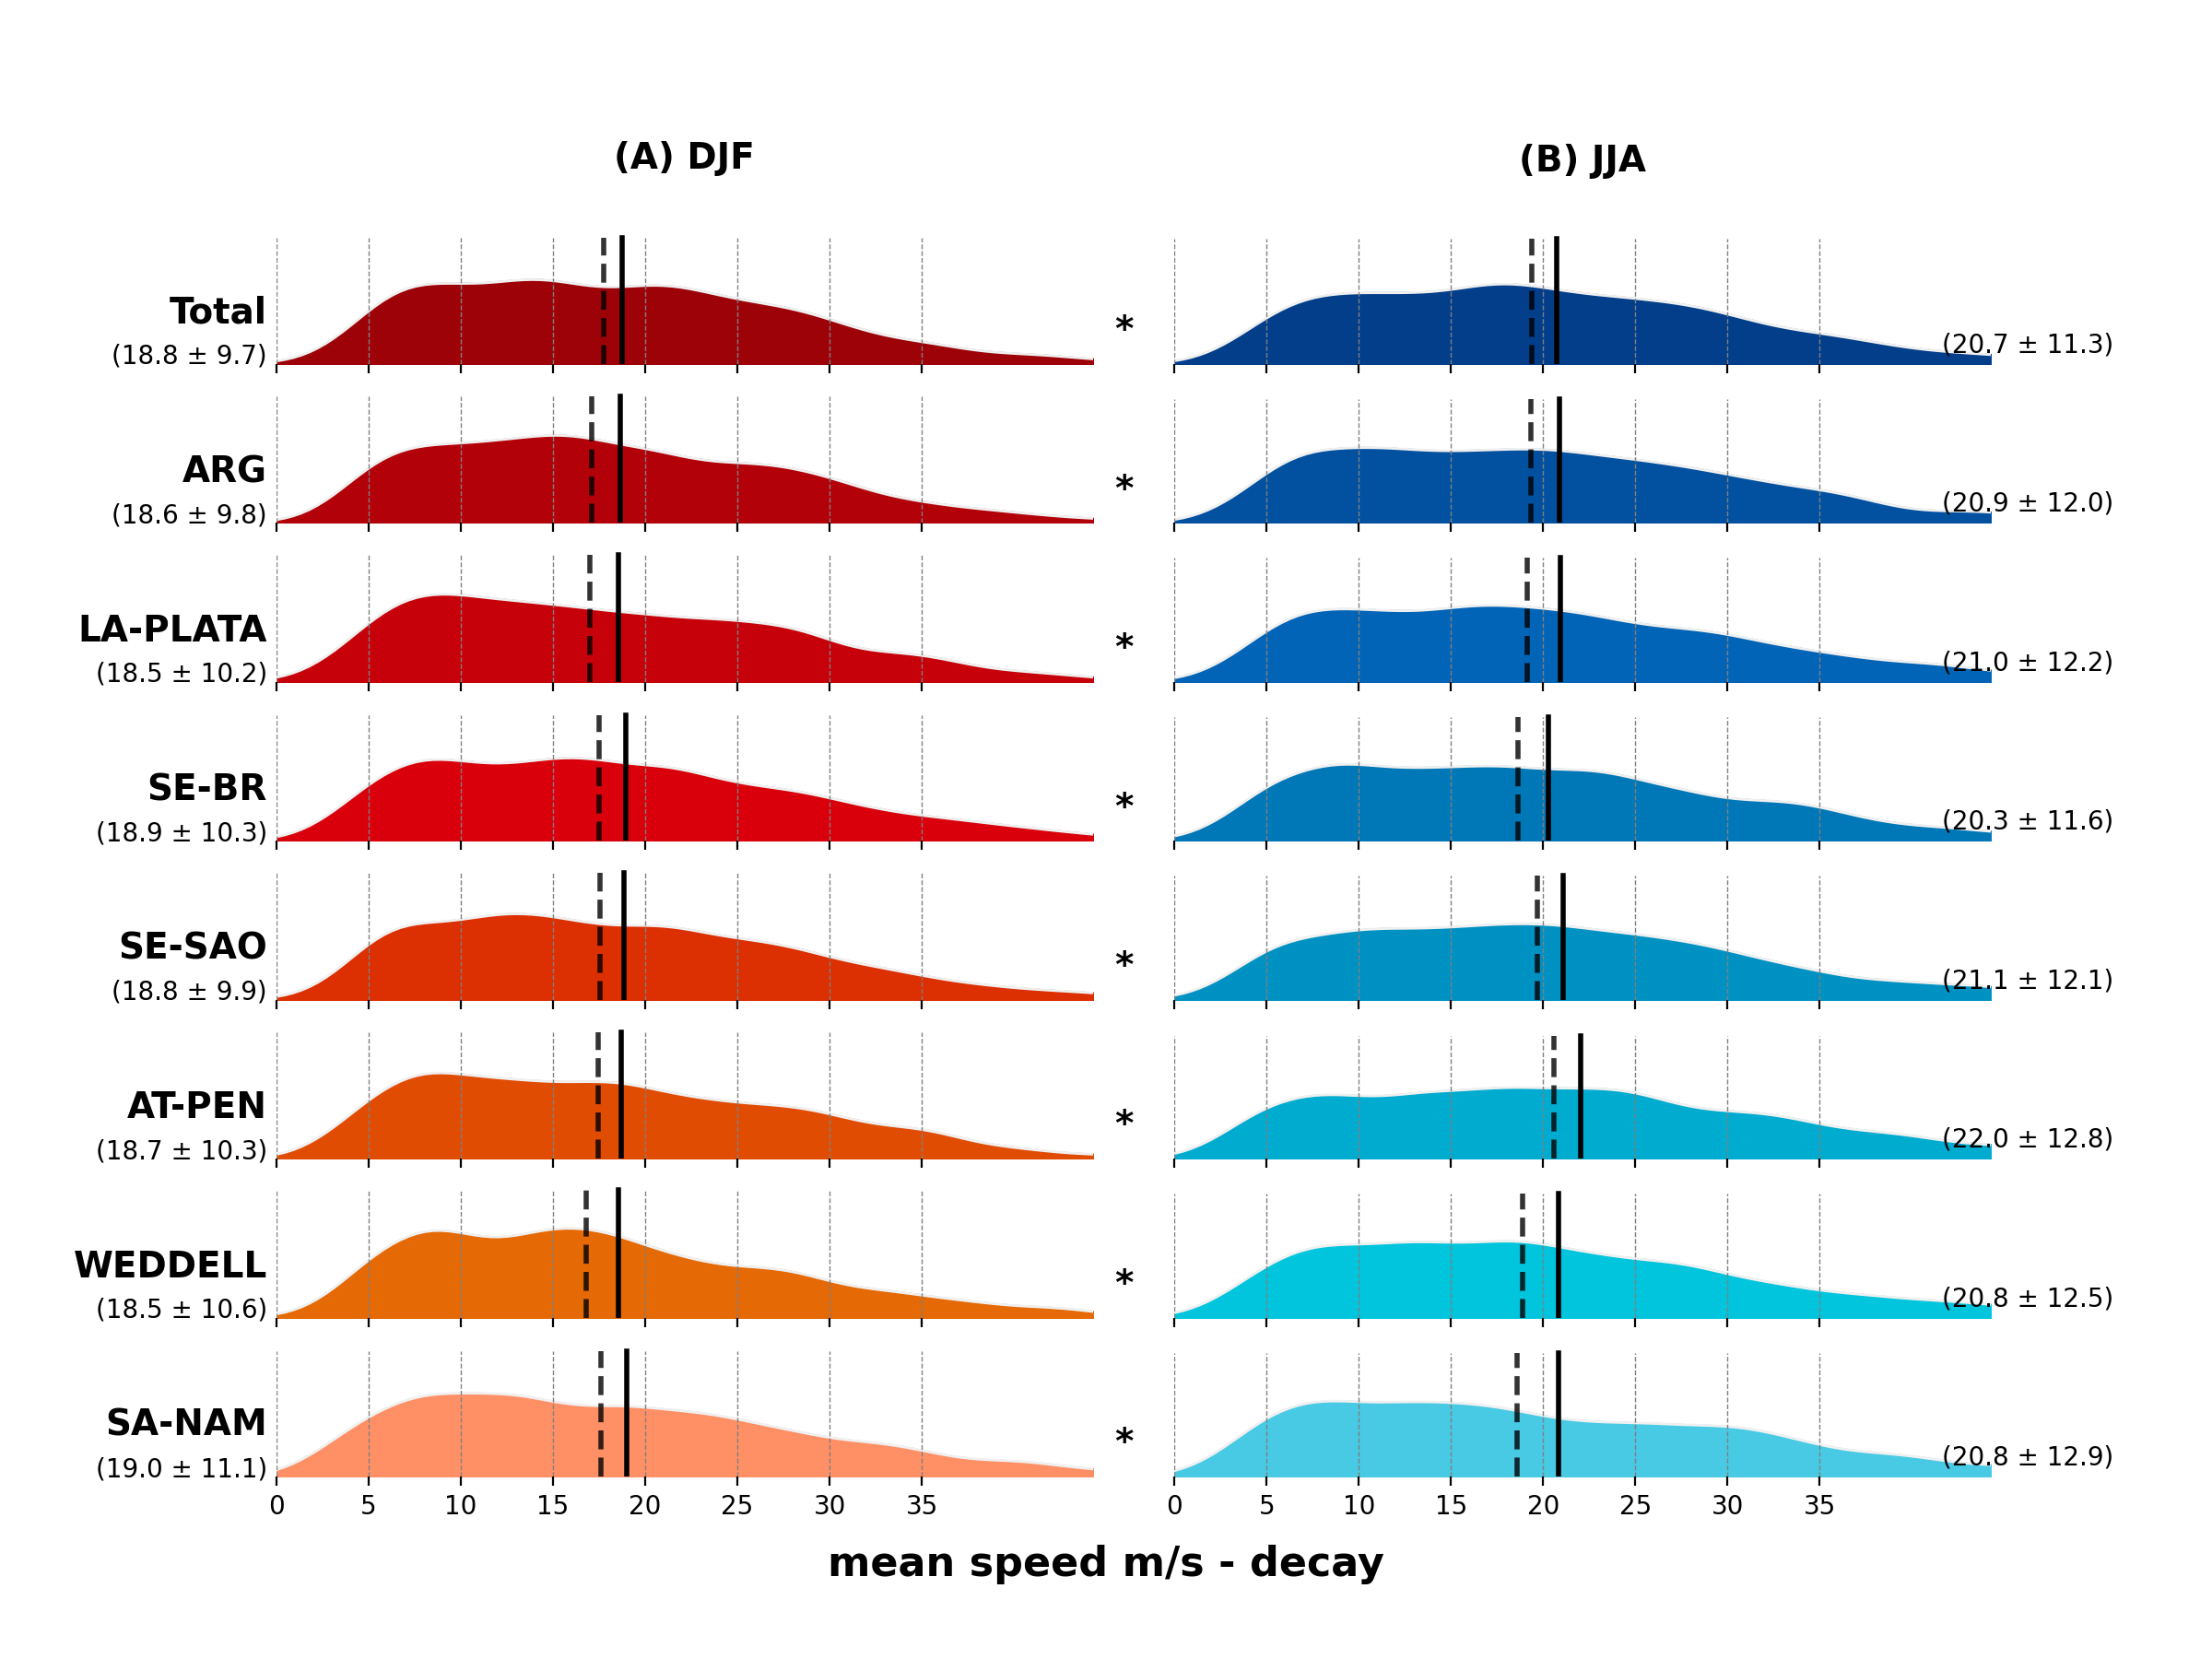 (A) DJF
(B) JJA
Total
(18.8 ± 9.7)
*
(20.7 ± 11.3)
ARG
(18.6 ± 9.8)
*
(20.9 ± 12.0)
LA-PLATA
(18.5 ± 10.2)
*
(21.0 ± 12.2)
SE-BR
(18.9 ± 10.3)
*
(20.3 ± 11.6)
SE-SAO
(18.8 ± 9.9)
*
(21.1 ± 12.1)
AT-PEN
(18.7 ± 10.3)
*
(22.0 ± 12.8)
WEDDELL
(18.5 ± 10.6)
*
(20.8 ± 12.5)
SA-NAM
(19.0 ± 11.1)
*
(20.8 ± 12.9)
0 5 10 15 20 25 30 35
0 5 10 15 20 25 30 35
mean speed m/s - decay